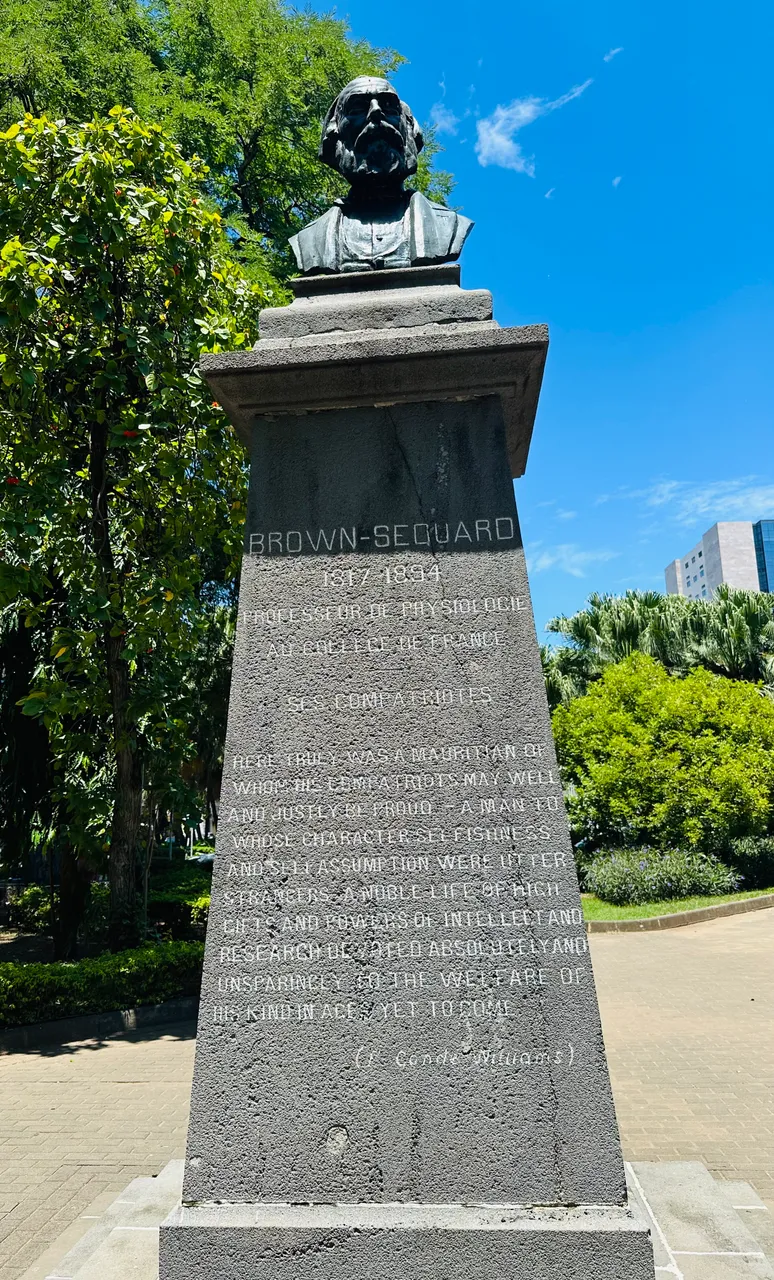 BROWN-SEQUARD
1817-1894
PROFESSEUR DE PHYSIOLOGIE
AU COLLEGE DE FRANCE
SES COMPATRIOTES
HERE TRULY WAS A MAURITIAN OF
WHOM HIS COMPATRIOTS MAY WELL
AND JUSTLY BE PROUD - A MAN TO
WHOSE CHARACTER SELFISHNESS
AND SELF ASSUMPTION WERE UTTER
STRANGERS - A NOBLE LIFE OF HIGH
GIFTS AND POWERS OF INTELLECT AND
RESEARCH DEVOTED ABSOLUTELY AND
UNSPARINGLY TO THE WELFARE OF
HIS KIND IN AGES YET TO COME
Conde Williams)